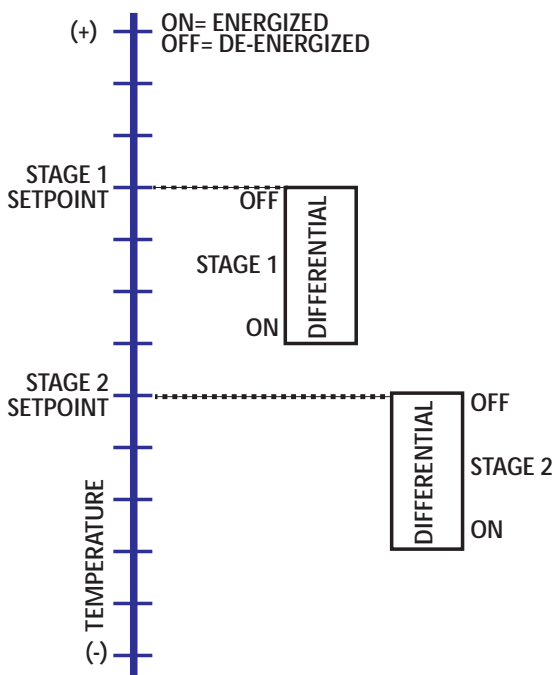 (+)
ON= ENERGIZED
OFF= DE-ENERGIZED
STAGE 1
SETPOINT
OFF
STAGE 1
ON
DIFFERENTIAL
STAGE 2
SETPOINT
OFF
STAGE 2
ON
DIFFERENTIAL
TEMPERATURE
(-)